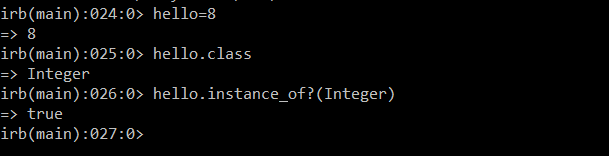 irb(main):024:0> hello=8
=> 8
irb(main):025:0> hello.class
=> Integer
irb(main):026:0> hello.instance_of?(Integer)
=> true
irb(main):027:0>